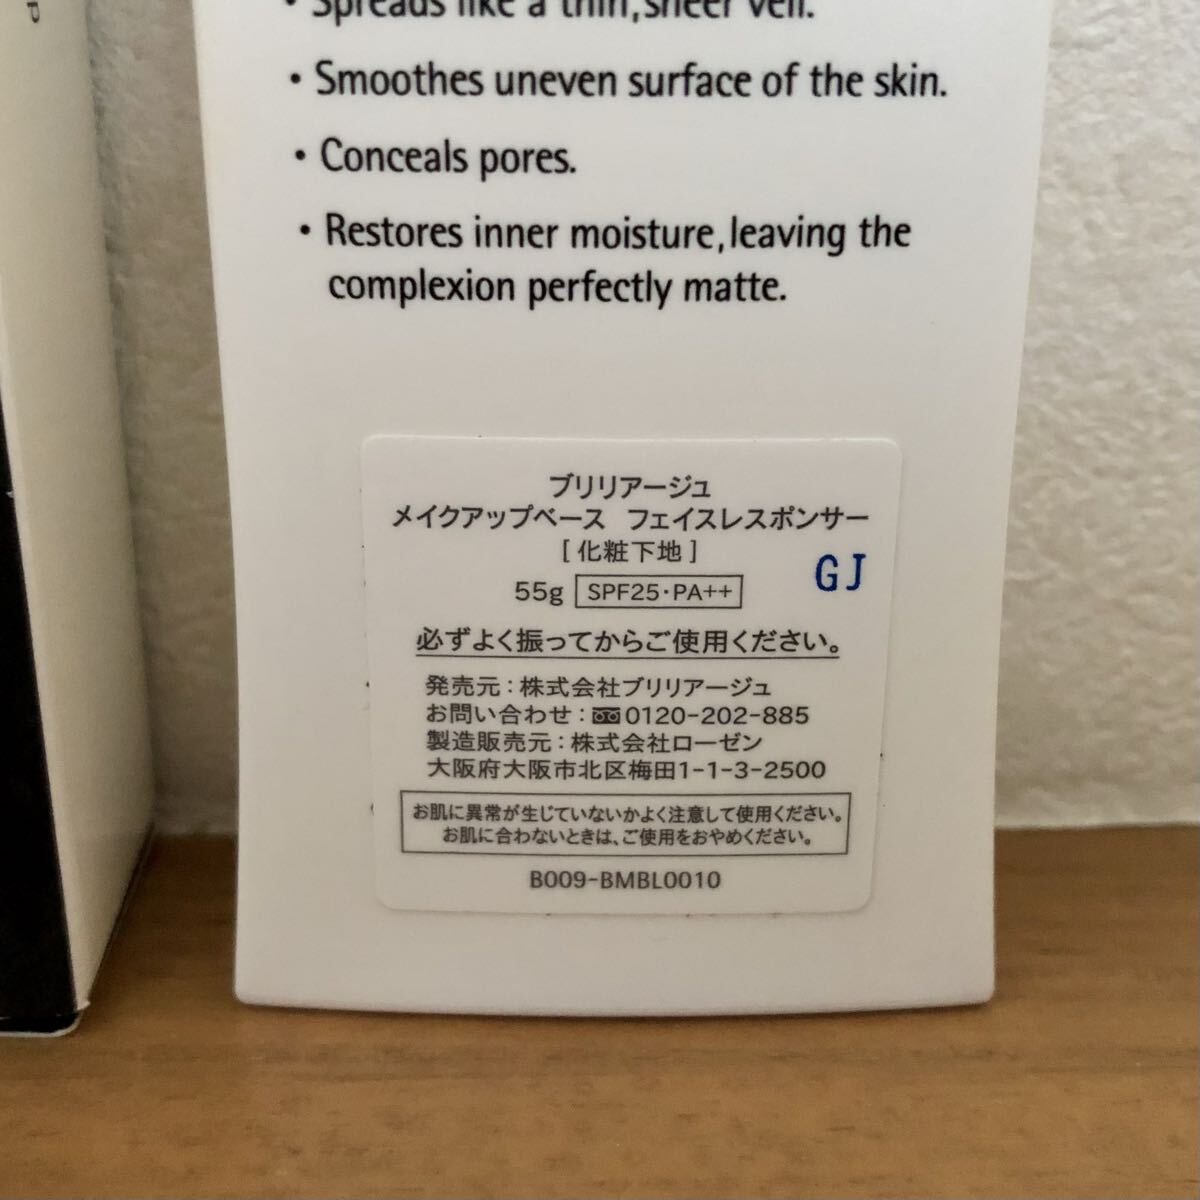 • Spreads like a thin, sheer veil.
• Smoothes uneven surface of the skin.
• Conceals pores.
• Restores inner moisture, leaving the
complexion perfectly matte.
ブリリアージュ
メイクアップベース フェイスレスポンサー
[ 化粧下地 ]
GJ
55g SPF25・PA++
必ずよく振ってからご使用ください。
発売元：株式会社ブリリアージュ
お問い合わせ：0120-202-885
製造販売元：株式会社ローゼン
大阪府大阪市北区梅田1-1-3-2500
お肌に異常が生じていないかよく注意して使用ください。
お肌に合わないときは、ご使用をおやめください。
B009-BMBL0010